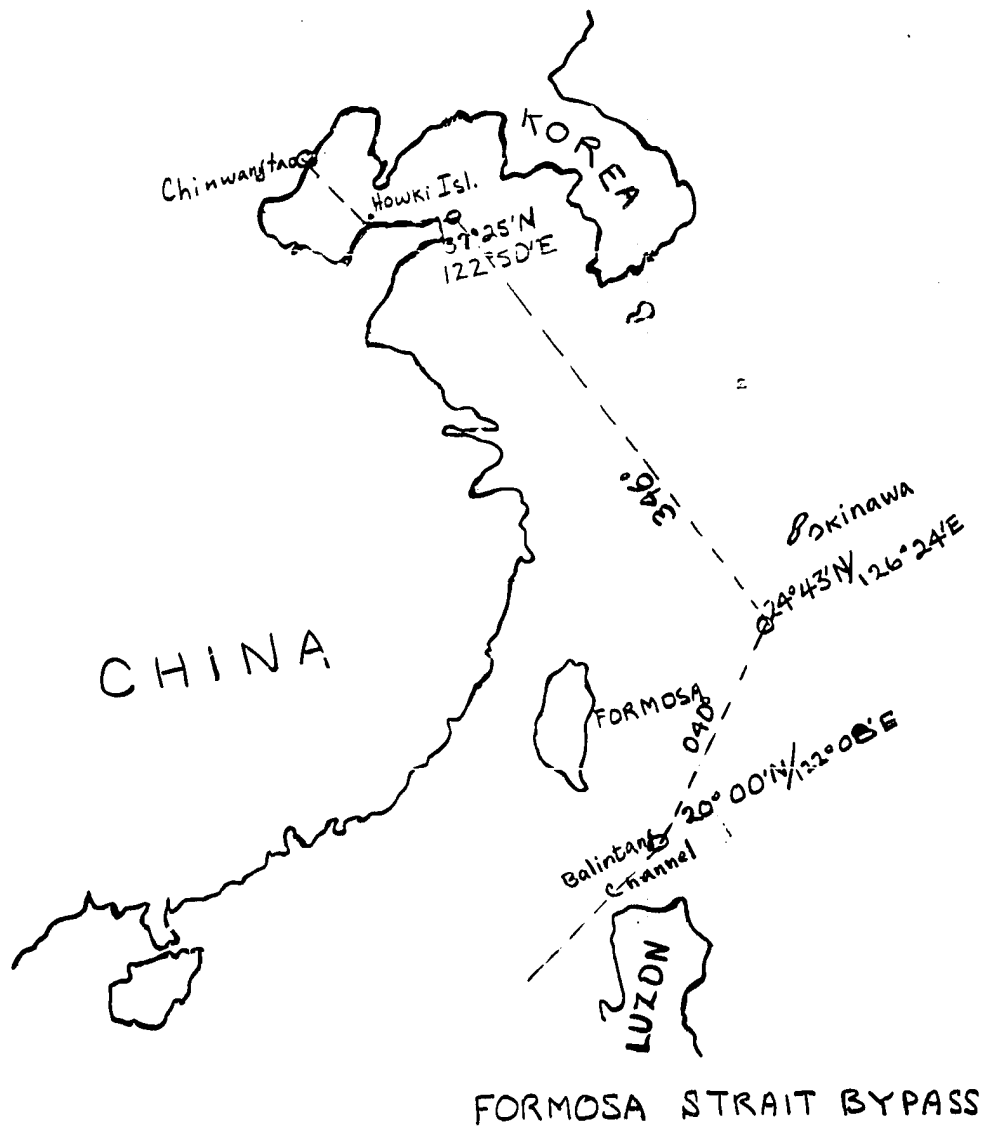 KOREA
Chinwangtao
Howki Isl.
37°25'N
122°50'E
346°
Okinawa
24°43'N/126°24'E
CHINA
FORMOSA
040°
20°00'N/122°08'E
Balintang
Channel
LUZON
FORMOSA STRAIT BYPASS